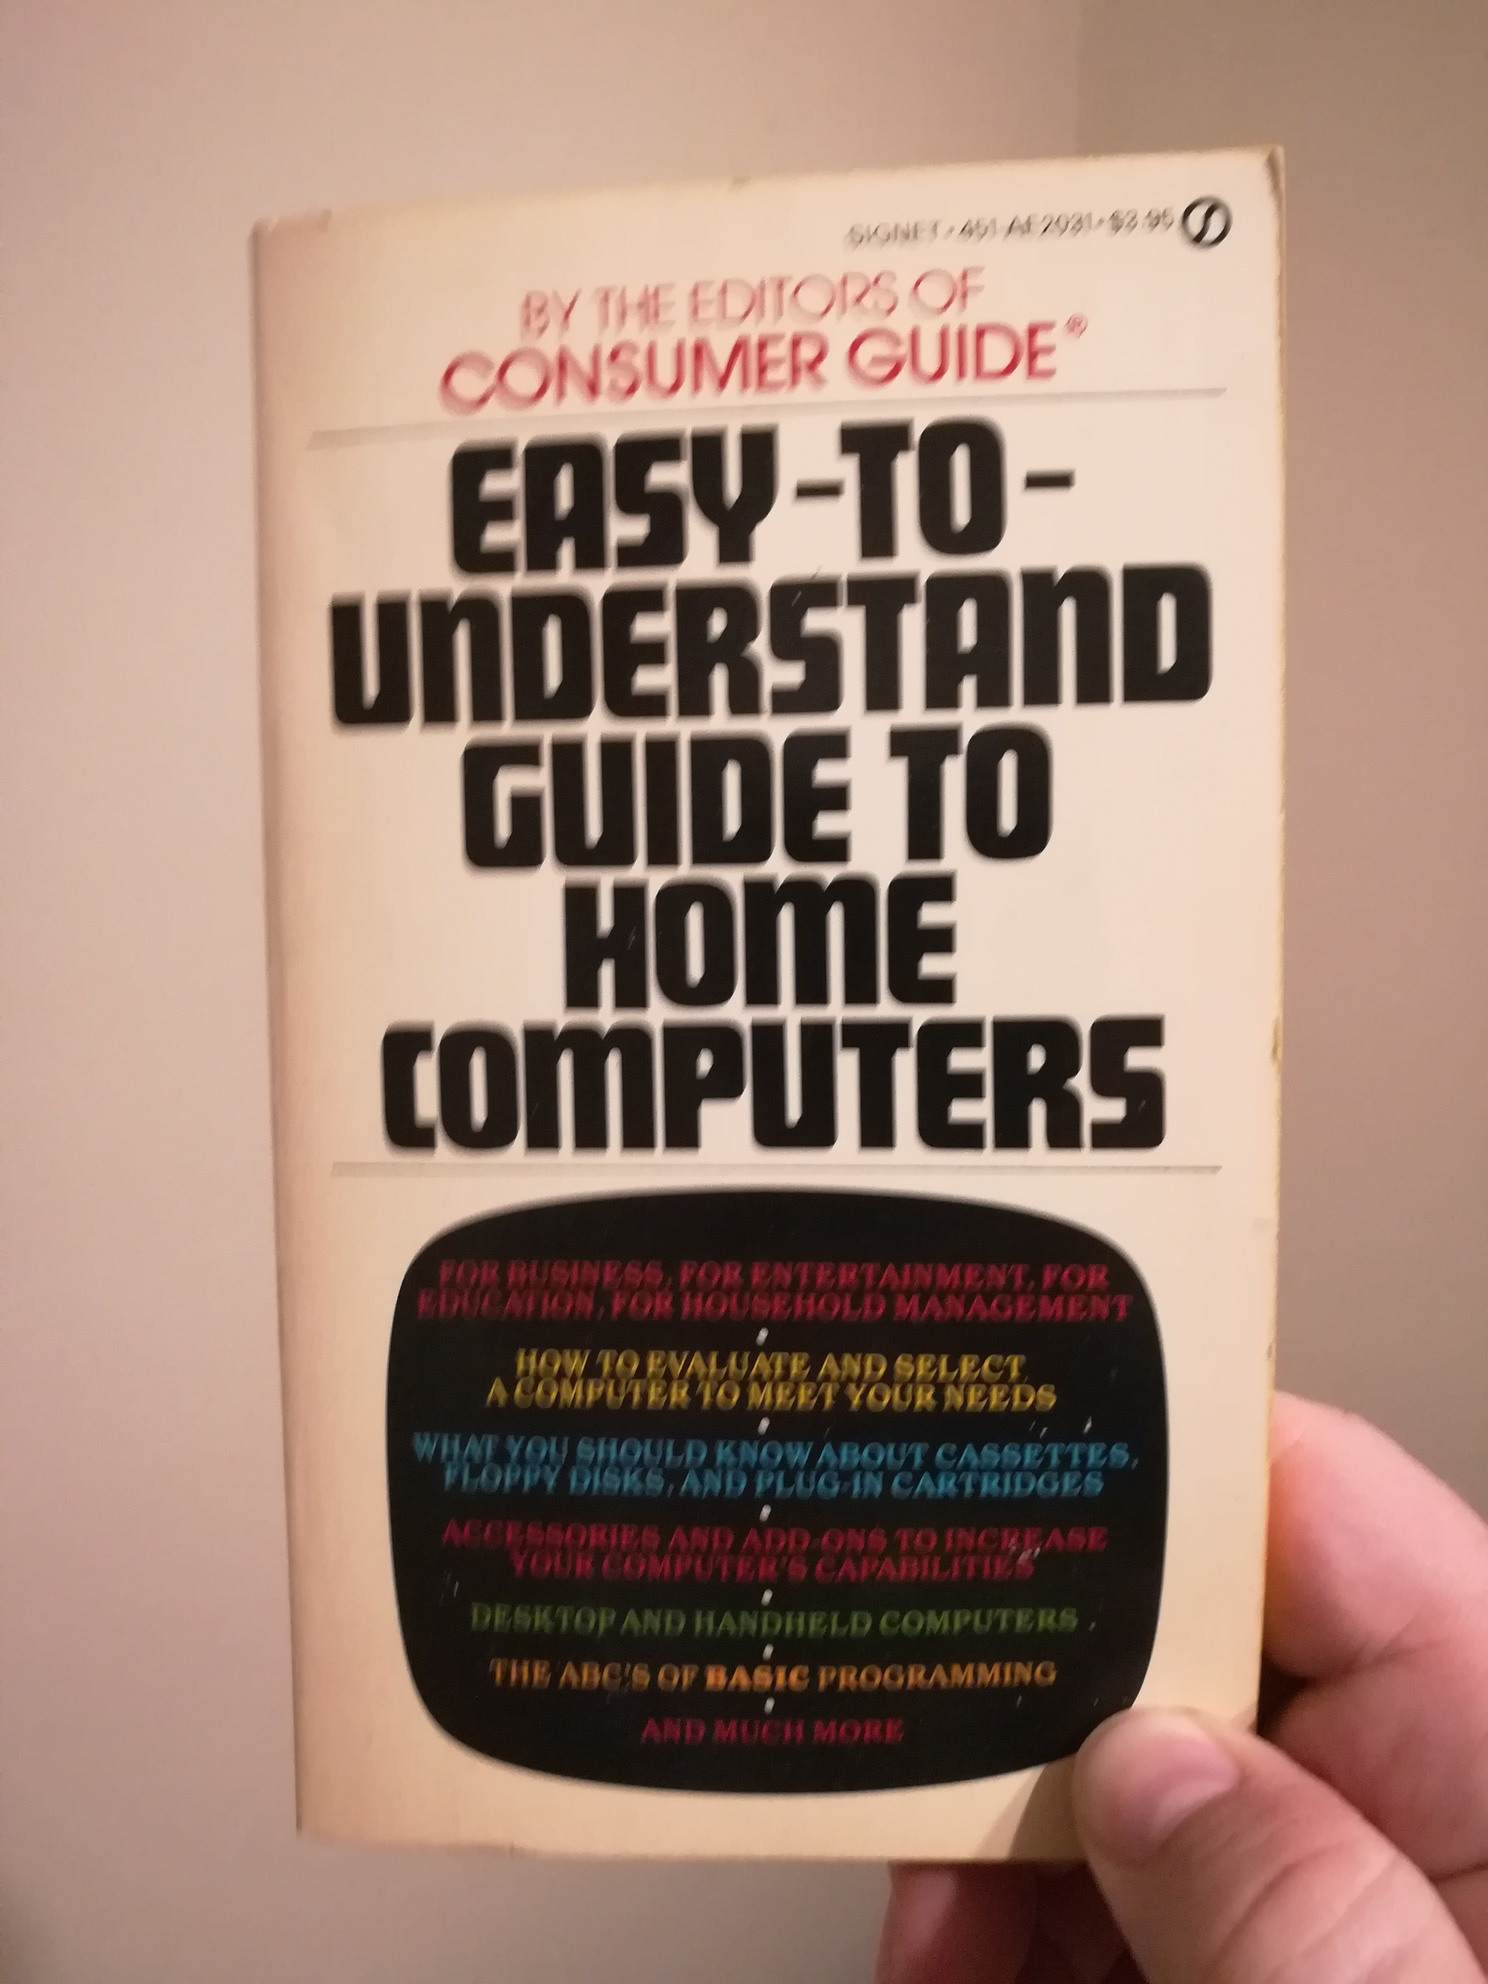 SIGNET • 451-AE2031 • $3.95
BY THE EDITORS OF
CONSUMER GUIDE®
EASY-TO-
UNDERSTAND
GUIDE TO
HOME
COMPUTERS
FOR BUSINESS, FOR ENTERTAINMENT, FOR
EDUCATION, FOR HOUSEHOLD MANAGEMENT
HOW TO EVALUATE AND SELECT
A COMPUTER TO MEET YOUR NEEDS
WHAT YOU SHOULD KNOW ABOUT CASSETTES,
FLOPPY DISKS, AND PLUG-IN CARTRIDGES
ACCESSORIES AND ADD-ONS TO INCREASE
YOUR COMPUTER'S CAPABILITIES
DESKTOP AND HANDHELD COMPUTERS
THE ABC'S OF BASIC PROGRAMMING
AND MUCH MORE